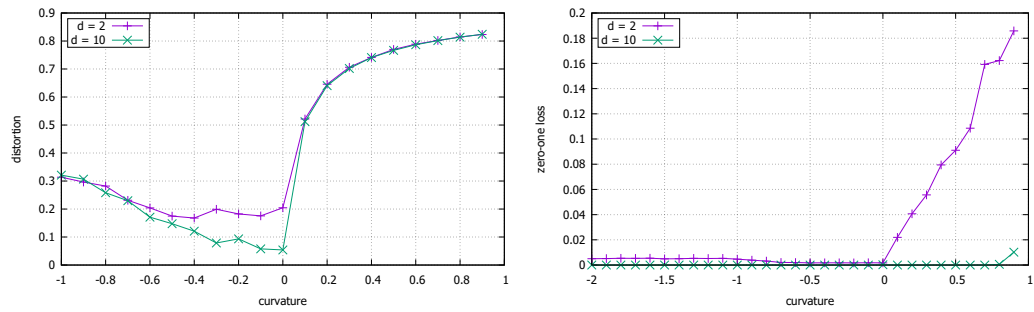 0.9
0.8
0.7
0.6
0.5
0.4
0.3
0.2
0.1
0
distortion
d = 2
d = 10
-1 -0.8 -0.6 -0.4 -0.2 0 0.2 0.4 0.6 0.8 1
curvature
0.2
0.18
0.16
0.14
0.12
0.1
0.08
0.06
0.04
0.02
0
zero-one loss
d = 2
d = 10
-2 -1.5 -1 -0.5 0 0.5 1
curvature